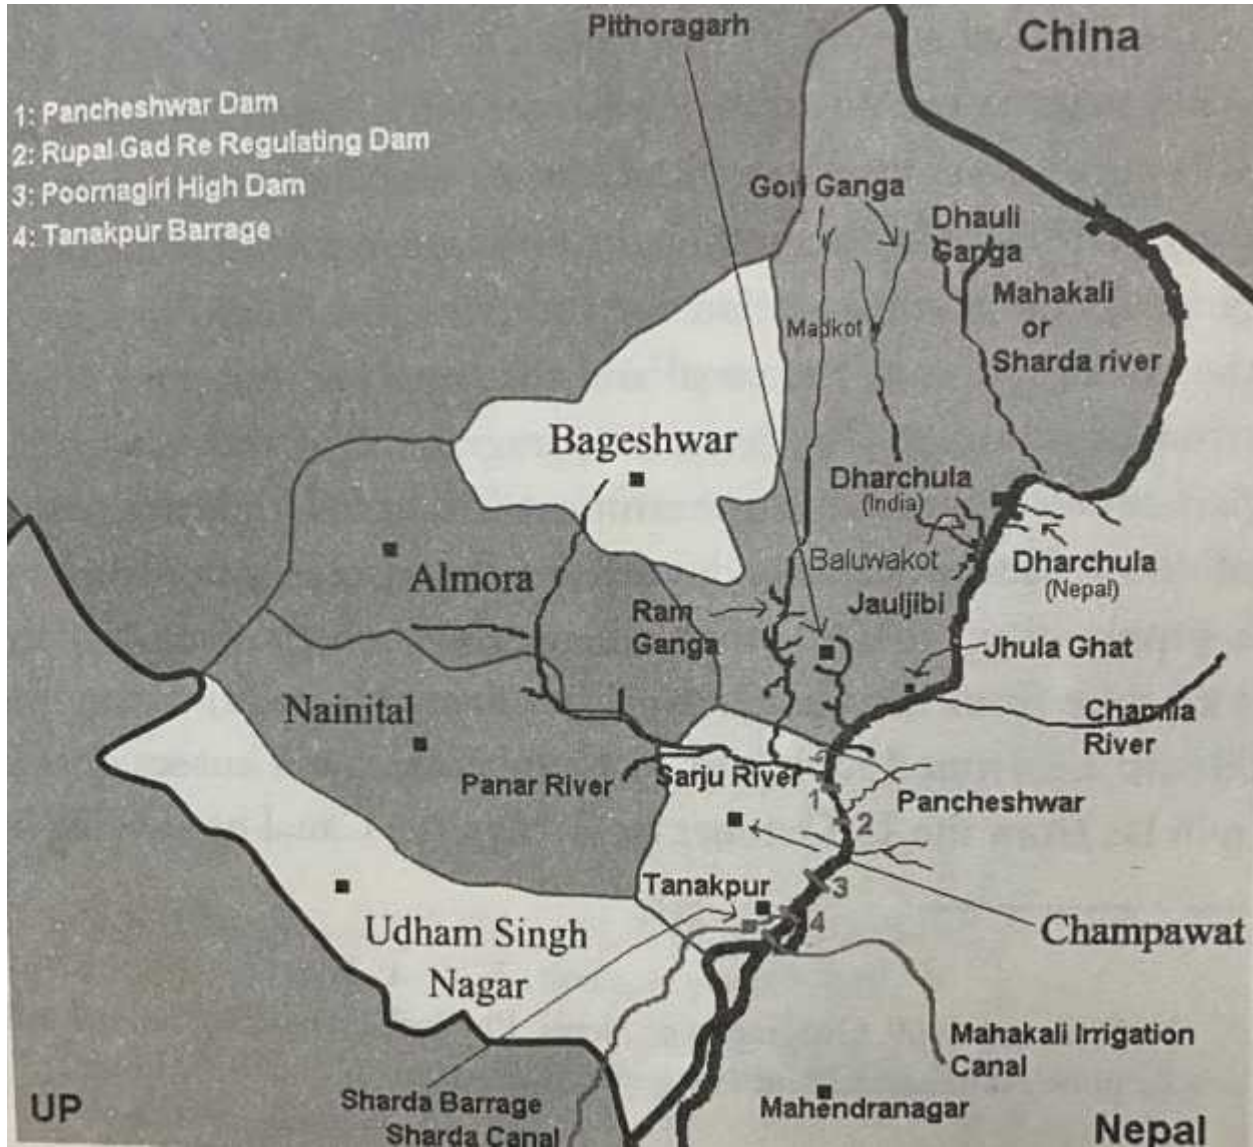 Pithoragarh
China
1: Pancheshwar Dam
2: Rupal Gad Re Regulating Dam
3: Poornagiri High Dam
4: Tanakpur Barrage
Gori Ganga
Dhauli
Ganga
Mahakali
or
Sharda river
Madkot
Bageshwar
Dharchula
(India)
Almora
Baluwakot
Dharchula
(Nepal)
Ram
Ganga
Jauljibi
Jhula Ghat
Nainital
Chamlia
River
Panar River
Sarju River
1
Pancheshwar
2
Tanakpur
3
4
Champawat
Udham Singh
Nagar
Mahakali Irrigation
Canal
Sharda Barrage
Sharda Canal
Mahendranagar
UP
Nepal